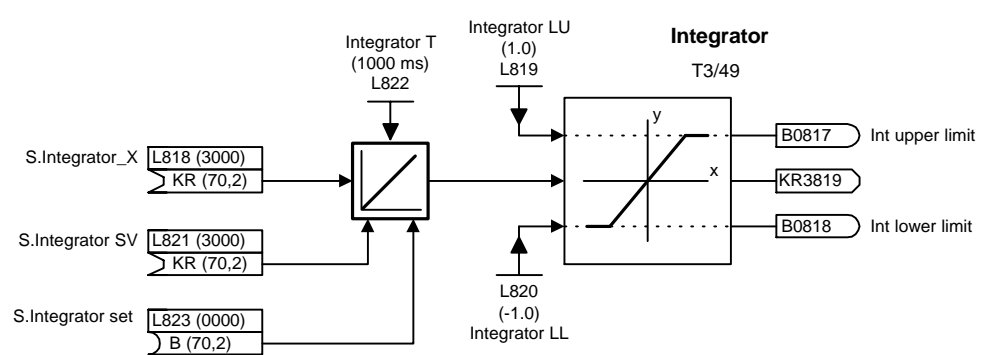 Integrator LU
(1.0)
L819
Integrator
T3/49
Integrator T
(1000 ms)
L822
y
x
B0817
Int upper limit
KR3819
B0818
Int lower limit
S.Integrator_X
L818 (3000)
KR (70,2)
S.Integrator SV
L821 (3000)
KR (70,2)
S.Integrator set
L823 (0000)
B (70,2)
L820
(-1.0)
Integrator LL